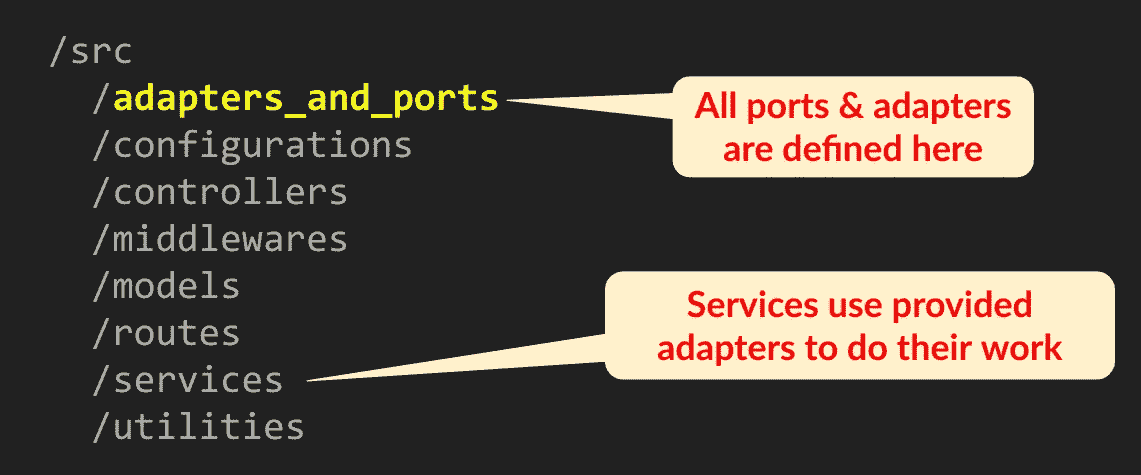 /src
/adapters_and_ports
All ports & adapters
are defined here
/configurations
/controllers
/middlewares
/models
/routes
Services use provided
adapters to do their work
/services
/utilities